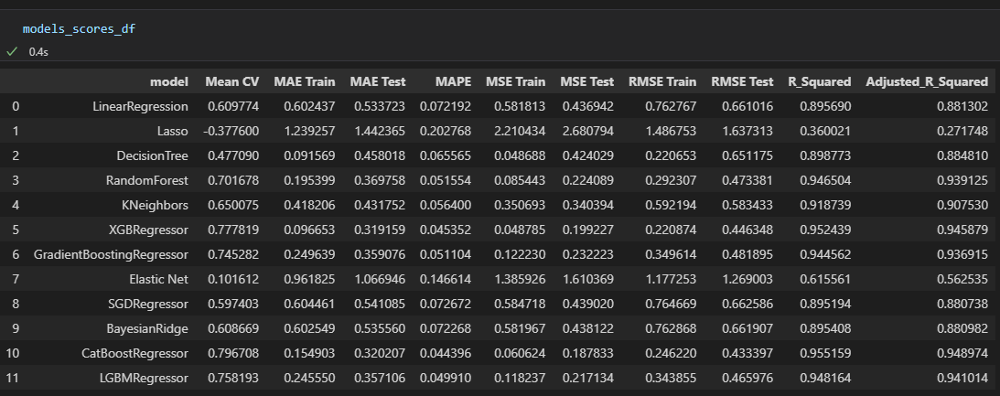 models_scores_df
0.4s
model Mean CV MAE Train MAE Test MAPE MSE Train MSE Test RMSE Train RMSE Test R_Squared Adjusted_R_Squared
0 LinearRegression 0.609774 0.602437 0.533723 0.072192 0.581813 0.436942 0.762767 0.661016 0.895690 0.881302
1 Lasso -0.377600 1.239257 1.442365 0.202768 2.210434 2.680794 1.486753 1.637313 0.360021 0.271748
2 DecisionTree 0.477090 0.091569 0.458018 0.065565 0.048688 0.424029 0.220653 0.651175 0.898773 0.884810
3 RandomForest 0.701678 0.195399 0.369758 0.051554 0.085443 0.224089 0.292307 0.473381 0.946504 0.939125
4 KNeighbors 0.650075 0.418206 0.431752 0.056400 0.350693 0.340394 0.592194 0.583433 0.918739 0.907530
5 XGBRegressor 0.777819 0.096653 0.319159 0.045352 0.048785 0.199227 0.220874 0.446348 0.952439 0.945879
6 GradientBoostingRegressor 0.745282 0.249639 0.359076 0.051104 0.122230 0.232223 0.349614 0.481895 0.944562 0.936915
7 Elastic Net 0.101612 0.961825 1.066946 0.146614 1.385926 1.610369 1.177253 1.269003 0.615561 0.562535
8 SGDRegressor 0.597403 0.604461 0.541085 0.072672 0.584718 0.439020 0.764669 0.662586 0.895194 0.880738
9 BayesianRidge 0.608669 0.602549 0.535560 0.072268 0.581967 0.438122 0.762868 0.661907 0.895408 0.880982
10 CatBoostRegressor 0.796708 0.154903 0.320207 0.044396 0.060624 0.187833 0.246220 0.433397 0.955159 0.948974
11 LGBMRegressor 0.758193 0.245550 0.357106 0.049910 0.118237 0.217134 0.343855 0.465976 0.948164 0.941014